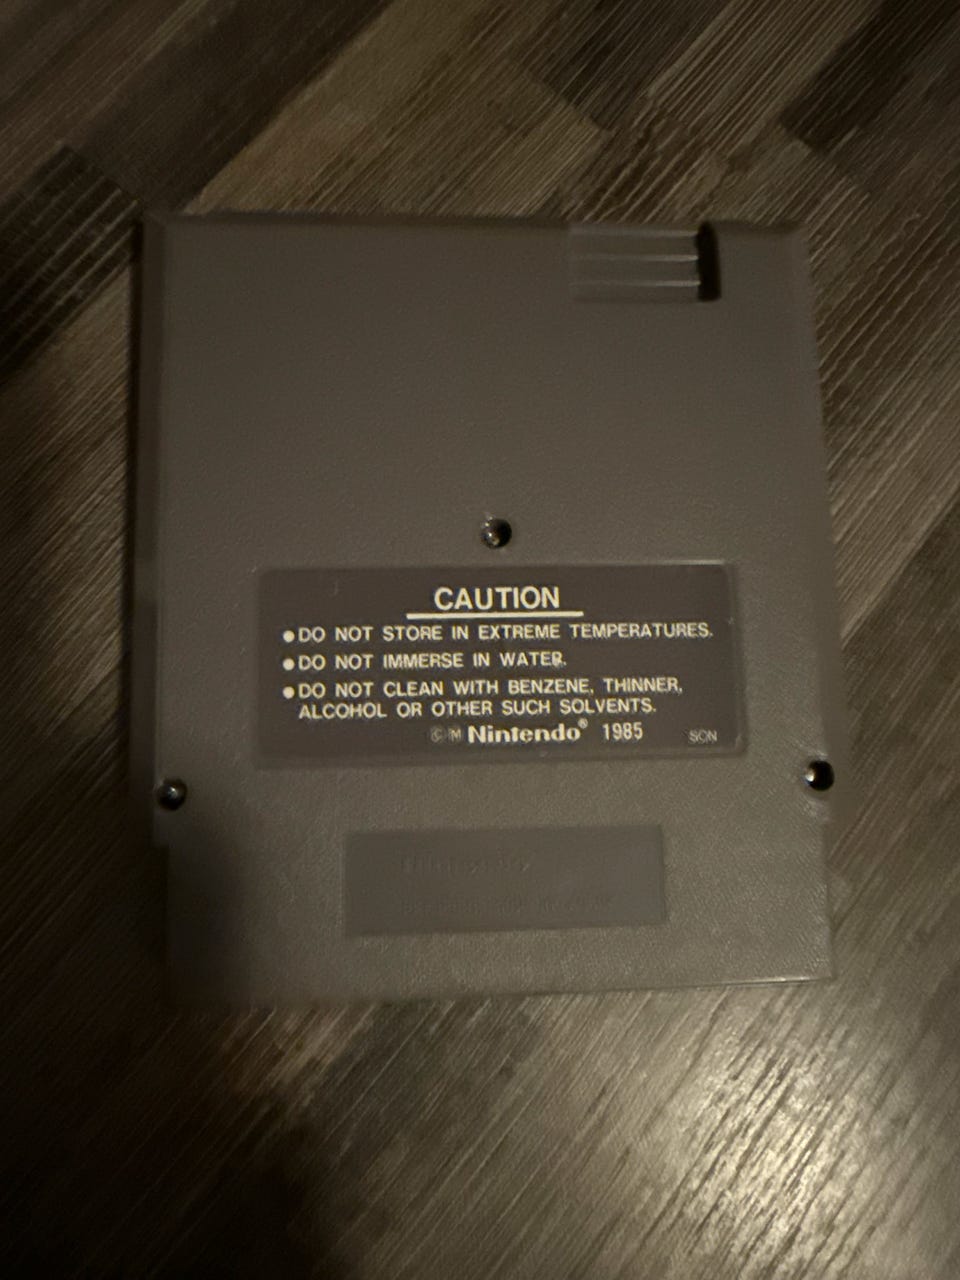 CAUTION
●DO NOT STORE IN EXTREME TEMPERATURES.
●DO NOT IMMERSE IN WATER.
●DO NOT CLEAN WITH BENZENE, THINNER,
ALCOHOL OR OTHER SUCH SOLVENTS.
©M Nintendo® 1985 SCN